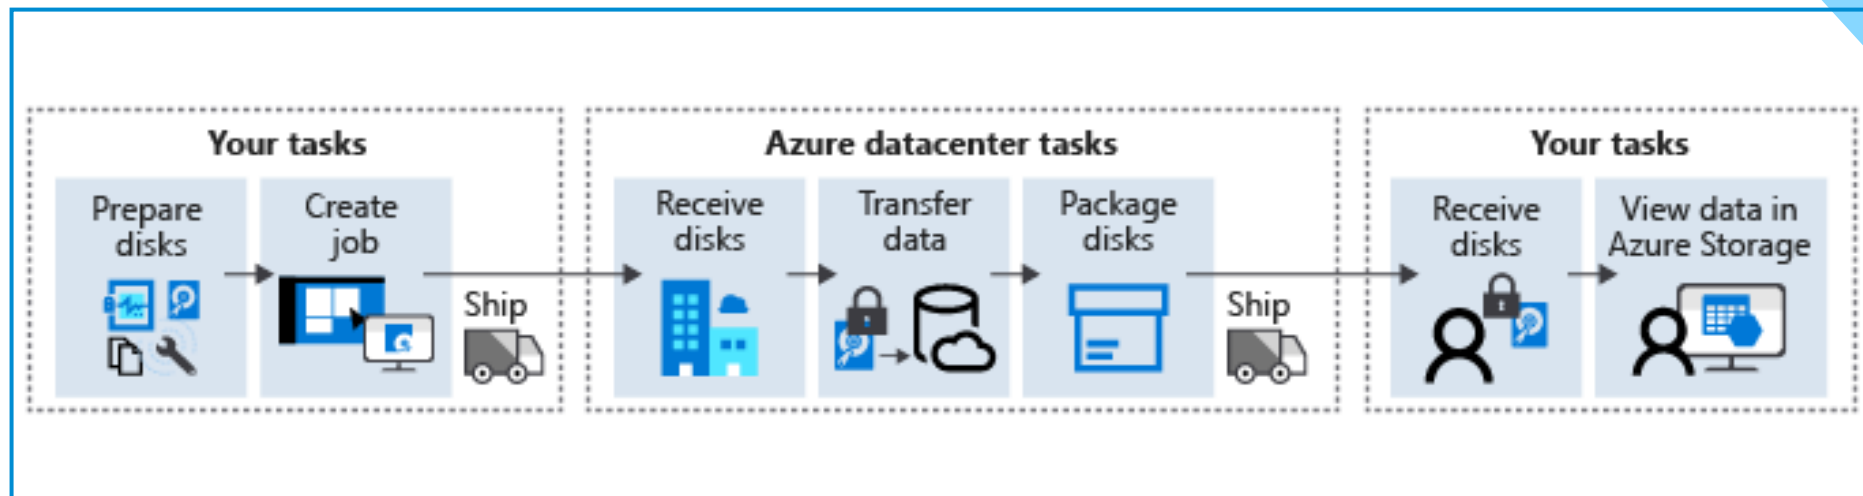 Your tasks
Prepare
disks
Create
job
Ship
Azure datacenter tasks
Receive
disks
Transfer
data
Package
disks
Ship
Your tasks
Receive
disks
View data in
Azure Storage